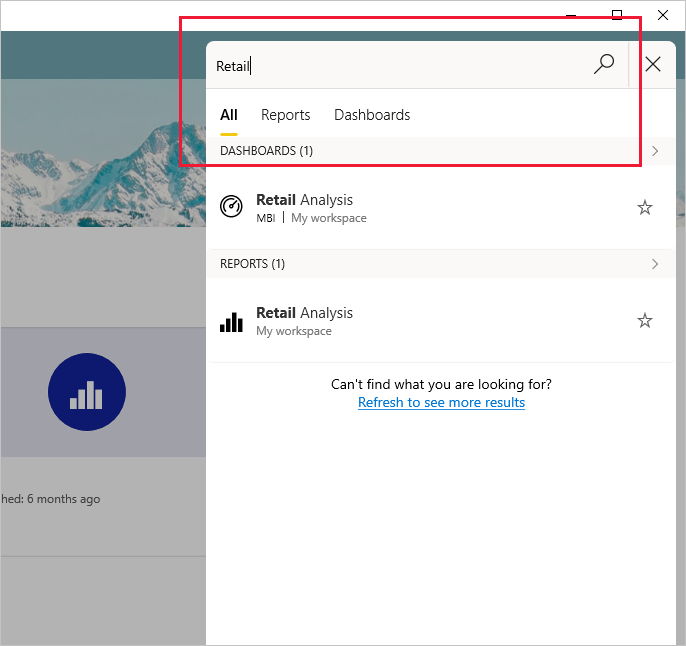 Retail
All Reports Dashboards
DASHBOARDS (1)
Retail Analysis
MBI | My workspace
REPORTS (1)
Retail Analysis
My workspace
Can't find what you are looking for?
Refresh to see more results
hed: 6 months ago